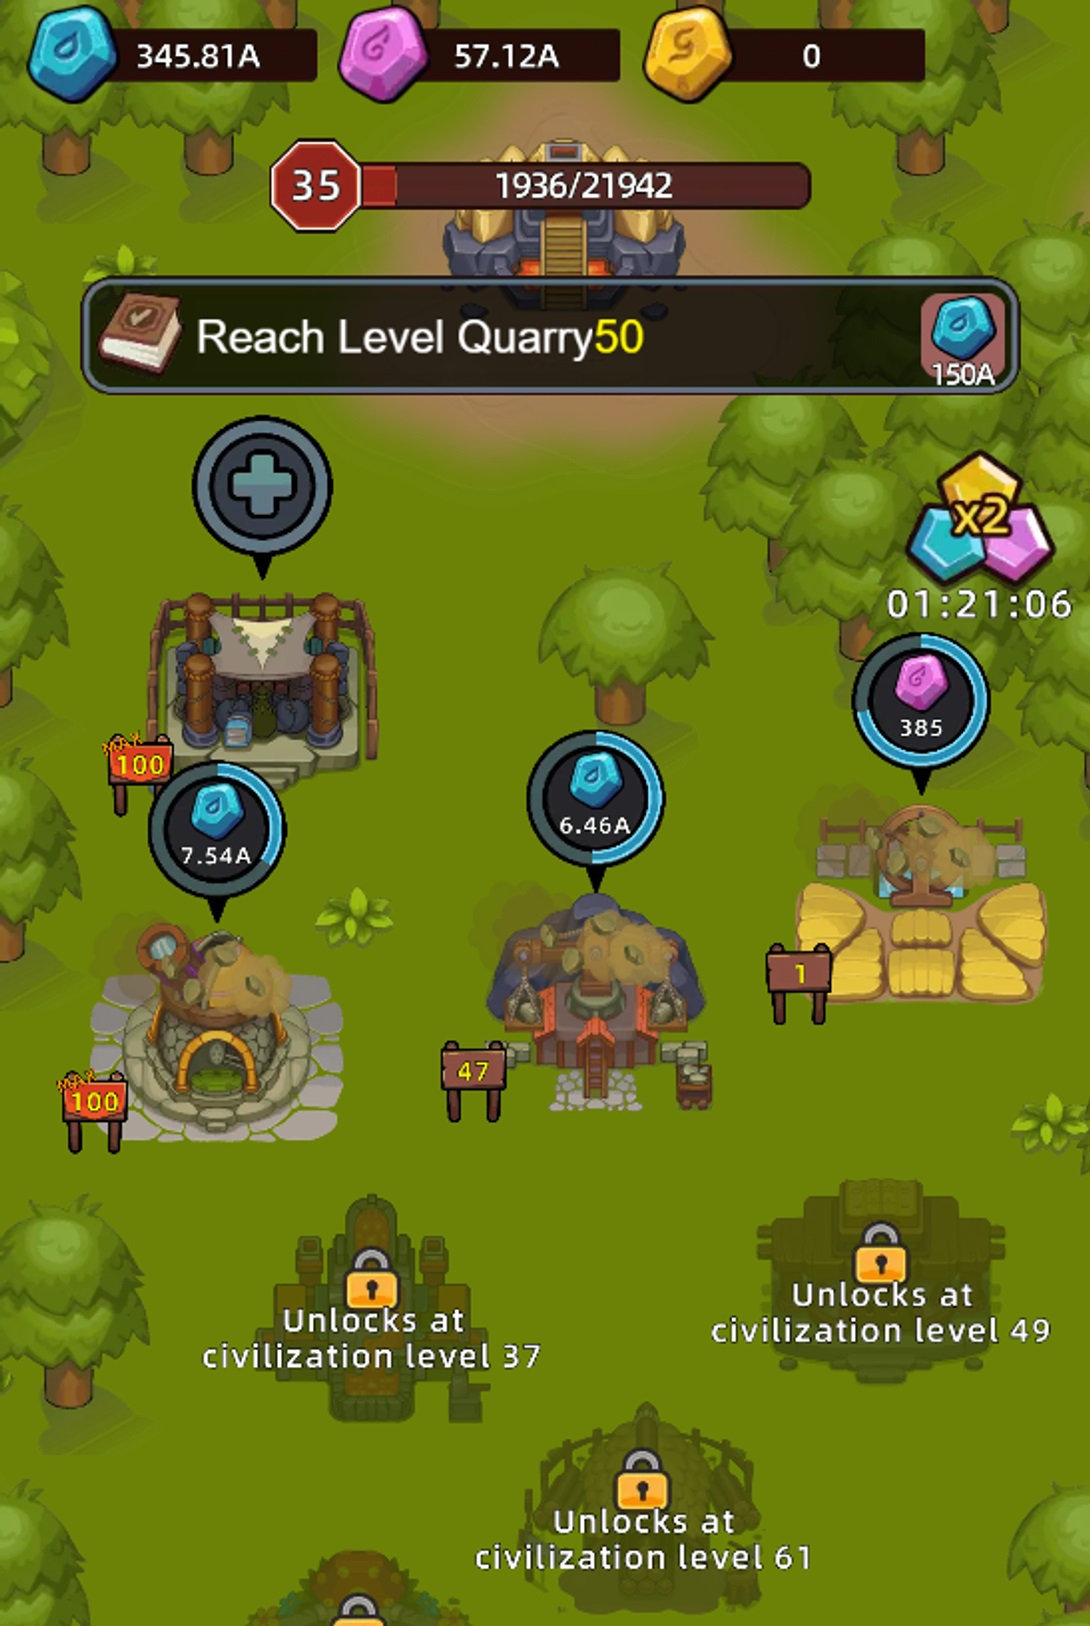 345.81A
57.12A
0
35
1936/21942
Reach Level Quarry50
150A
x2
01:21:06
385
MAX
100
7.54A
6.46A
1
47
MAX
100
Unlocks at
civilization level 37
Unlocks at
civilization level 49
Unlocks at
civilization level 61